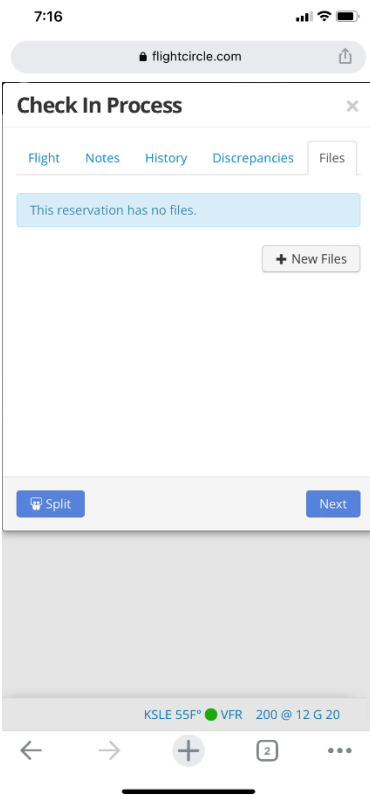 7:16
flightcircle.com
Check In Process ×
Flight Notes History Discrepancies Files
This reservation has no files.
+ New Files
Split Next
KSLE 55F° VFR 200 @ 12 G 20
2